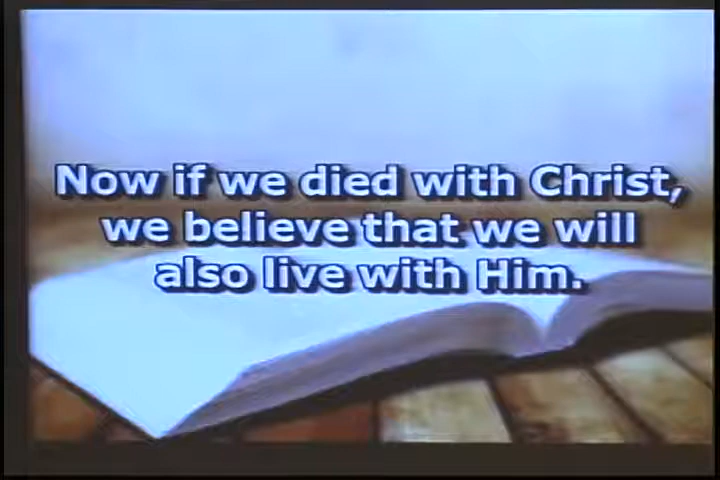 Now if we died with Christ,
we believe that we will
also live with Him.